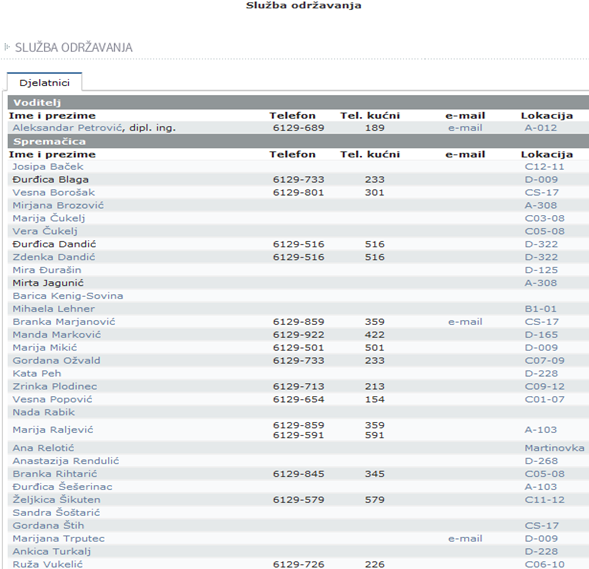 Služba održavanja
SLUŽBA ODRŽAVANJA
Djelatnici
Voditelj
Ime i prezime Telefon Tel. kućni e-mail Lokacija
Aleksandar Petrović, dipl. ing. 6129-689 189 e-mail A-012
Spremačica
Ime i prezime Telefon Tel. kućni e-mail Lokacija
Josipa Baček C12-11
Đurđica Blaga 6129-733 233 D-009
Vesna Borošak 6129-801 301 CS-17
Mirjana Brozović A-308
Marija Čukelj C03-08
Vera Čukelj C05-08
Đurđica Dandić 6129-516 516 D-322
Zdenka Dandić 6129-516 516 D-322
Mira Đurašin D-125
Mirta Jagunić A-308
Barica Kenig-Sovina
Mihaela Lehner B1-01
Branka Marjanović 6129-859 359 e-mail CS-17
Manda Marković 6129-922 422 D-165
Marija Mikić 6129-501 501 D-009
Gordana Ožvald 6129-733 233 C07-09
Kata Peh D-228
Zrinka Plodinec 6129-713 213 C09-12
Vesna Popović 6129-654 154 C01-07
Nada Rabik
Marija Raljević 6129-859 359 A-103
6129-591 591
Ana Relotić Martinovka
Anastazija Rendulić D-268
Branka Rihtarić 6129-845 345 C05-08
Đurđica Šešerinac A-103
Željkica Šikuten 6129-579 579 C11-12
Sandra Šoštarić
Gordana Štih CS-17
Marijana Trputec e-mail D-009
Ankica Turkalj D-228
Ruža Vukelić 6129-726 226 C06-10